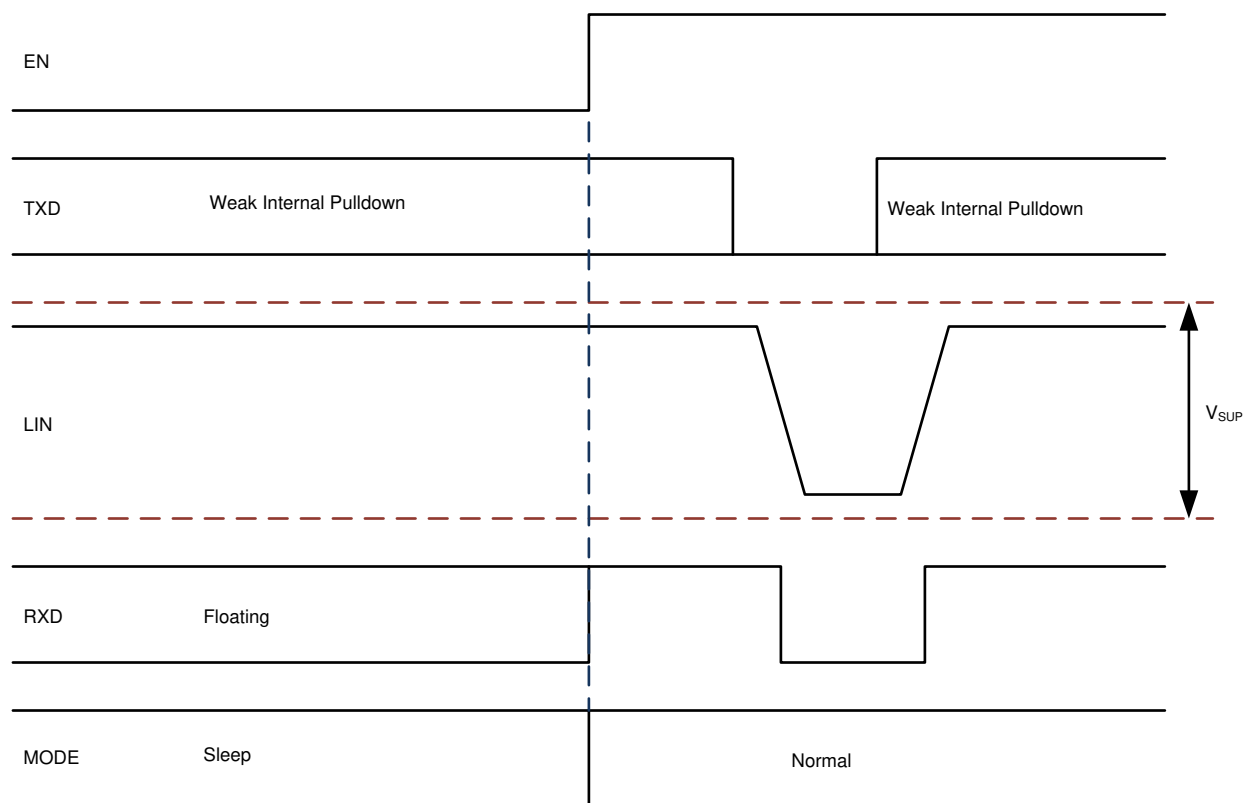 EN
TXD
Weak Internal Pulldown
Weak Internal Pulldown
LIN
VSUP
RXD
Floating
MODE
Sleep
Normal